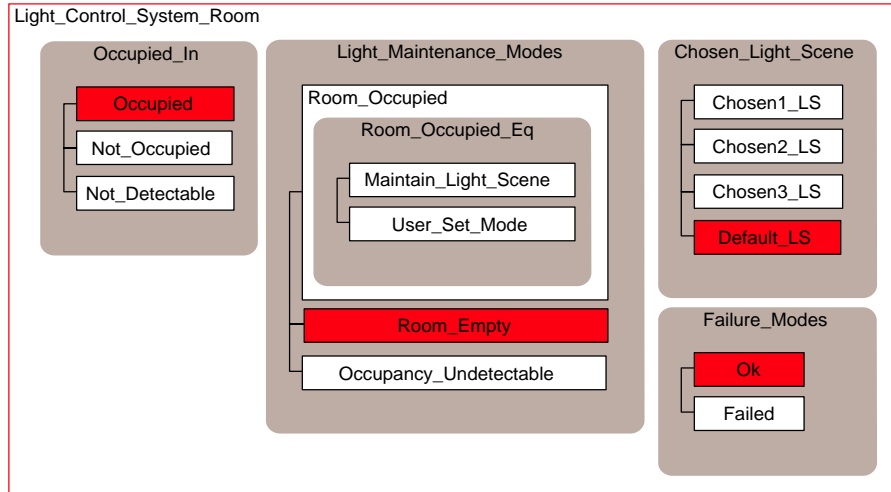 Light_Control_System_Room
Occupied_In
Occupied
Not_Occupied
Not_Detectable
Light_Maintenance_Modes
Room_Occupied
Room_Occupied_Eq
Maintain_Light_Scene
User_Set_Mode
Room_Empty
Occupancy_Undetectable
Chosen_Light_Scene
Chosen1_LS
Chosen2_LS
Chosen3_LS
Default_LS
Failure_Modes
Ok
Failed